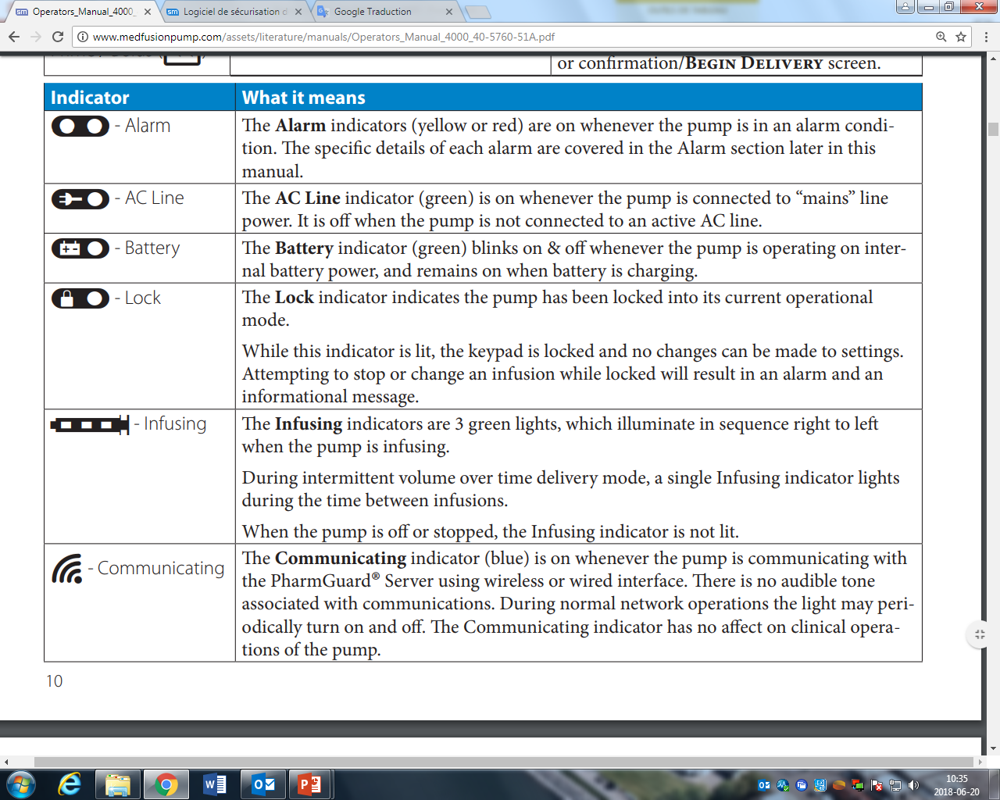 Operators_Manual_4000_
Logiciel de sécurisation d
Google Traduction
www.medfusionpump.com/assets/literature/manuals/Operators_Manual_4000_40-5760-51A.pdf
or confirmation/BEGIN DELIVERY screen.
Indicator What it means
- Alarm The Alarm indicators (yellow or red) are on whenever the pump is in an alarm condi-
tion. The specific details of each alarm are covered in the Alarm section later in this
manual.
- AC Line The AC Line indicator (green) is on whenever the pump is connected to “mains” line
power. It is off when the pump is not connected to an active AC line.
- Battery The Battery indicator (green) blinks on & off whenever the pump is operating on inter-
nal battery power, and remains on when battery is charging.
- Lock The Lock indicator indicates the pump has been locked into its current operational
mode.
While this indicator is lit, the keypad is locked and no changes can be made to settings.
Attempting to stop or change an infusion while locked will result in an alarm and an
informational message.
- Infusing The Infusing indicators are 3 green lights, which illuminate in sequence right to left
when the pump is infusing.
During intermittent volume over time delivery mode, a single Infusing indicator lights
during the time between infusions.
When the pump is off or stopped, the Infusing indicator is not lit.
- Communicating The Communicating indicator (blue) is on whenever the pump is communicating with
the PharmGuard® Server using wireless or wired interface. There is no audible tone
associated with communications. During normal network operations the light may peri-
odically turn on and off. The Communicating indicator has no affect on clinical opera-
tions of the pump.
10
10:35
2018-06-20